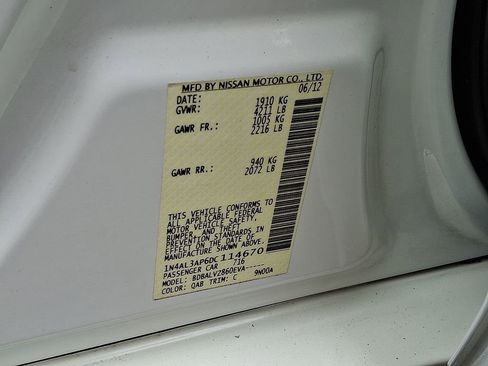 MFD BY NISSAN MOTOR CO., LTD.
DATE: 06/12
GVWR: 1910 KG
4211 LB
GAWR FR.: 1005 KG
2216 LB
GAWR RR.: 940 KG
2072 LB
THIS VEHICLE CONFORMS TO
ALL APPLICABLE FEDERAL
MOTOR VEHICLE SAFETY,
BUMPER, AND THEFT
PREVENTION STANDARDS IN
EFFECT ON THE DATE OF
MANUFACTURE SHOWN ABOVE.
1N4AL3AP6DC114670
PASSENGER CAR 716
MODEL: BDBALVZ860EVA-----
COLOR: QAB TRIM: C 9N00A